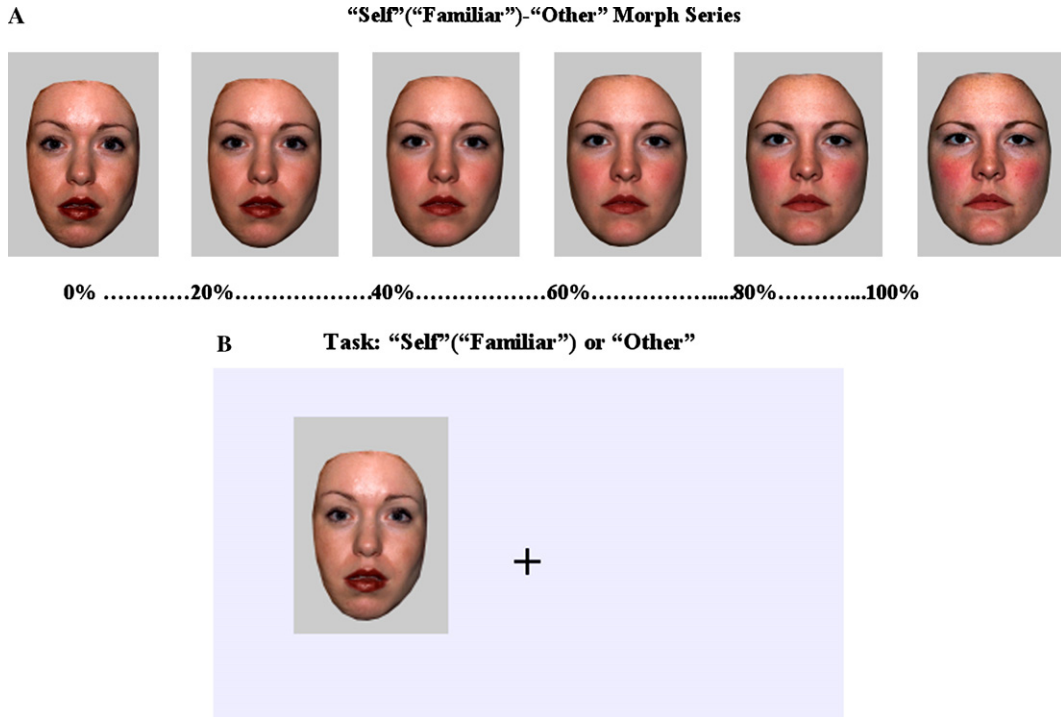 A
“Self”(“Familiar”)-“Other” Morph Series
0% ............20%....................40%...................60%......................80%.............100%
B
Task: “Self”(“Familiar”) or “Other”
+